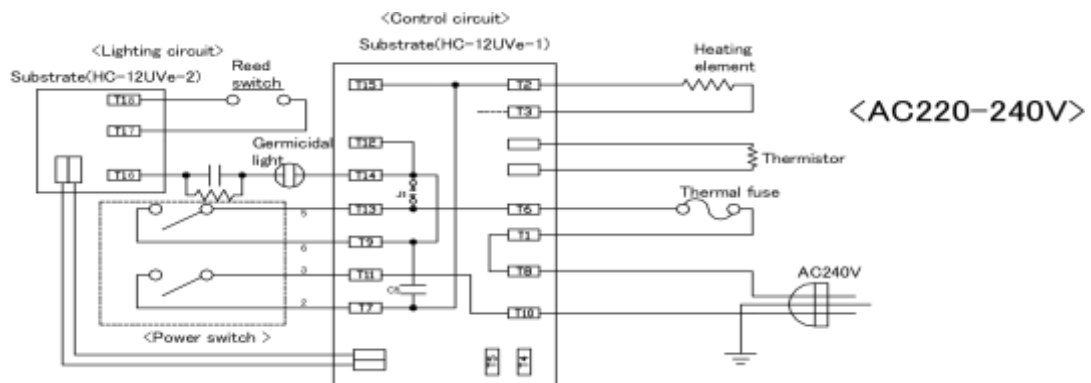 <Control circuit>
Substrate(HC-12UVe-1)
<Lighting circuit>
Substrate(HC-12UVe-2)
Reed
switch
Heating
element
<AC220-240V>
T15
T2
T3
T17
Germicidal
light
T12
T14
Thermistor
J1
Thermal fuse
5
T13
T6
T1
6
T9
3
T11
T8
AC240V
2
T7
T10
<Power switch >
T5
T4